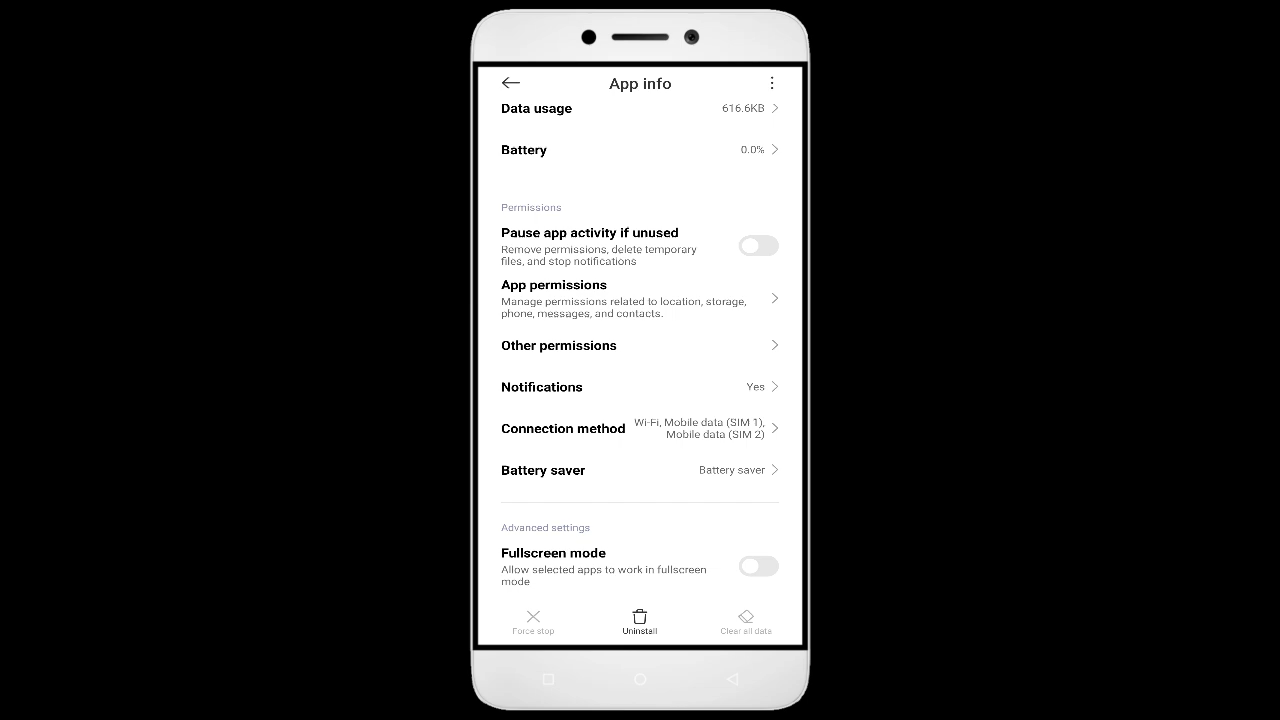 App info
Data usage 616.6KB
Battery 0.0%
Permissions
Pause app activity if unused
Remove permissions, delete temporary
files, and stop notifications
App permissions
Manage permissions related to location, storage,
phone, messages, and contacts.
Other permissions
Notifications Yes
Connection method Wi-Fi, Mobile data (SIM 1),
Mobile data (SIM 2)
Battery saver Battery saver
Advanced settings
Fullscreen mode
Allow selected apps to work in fullscreen
mode
Force stop Uninstall Clear all data